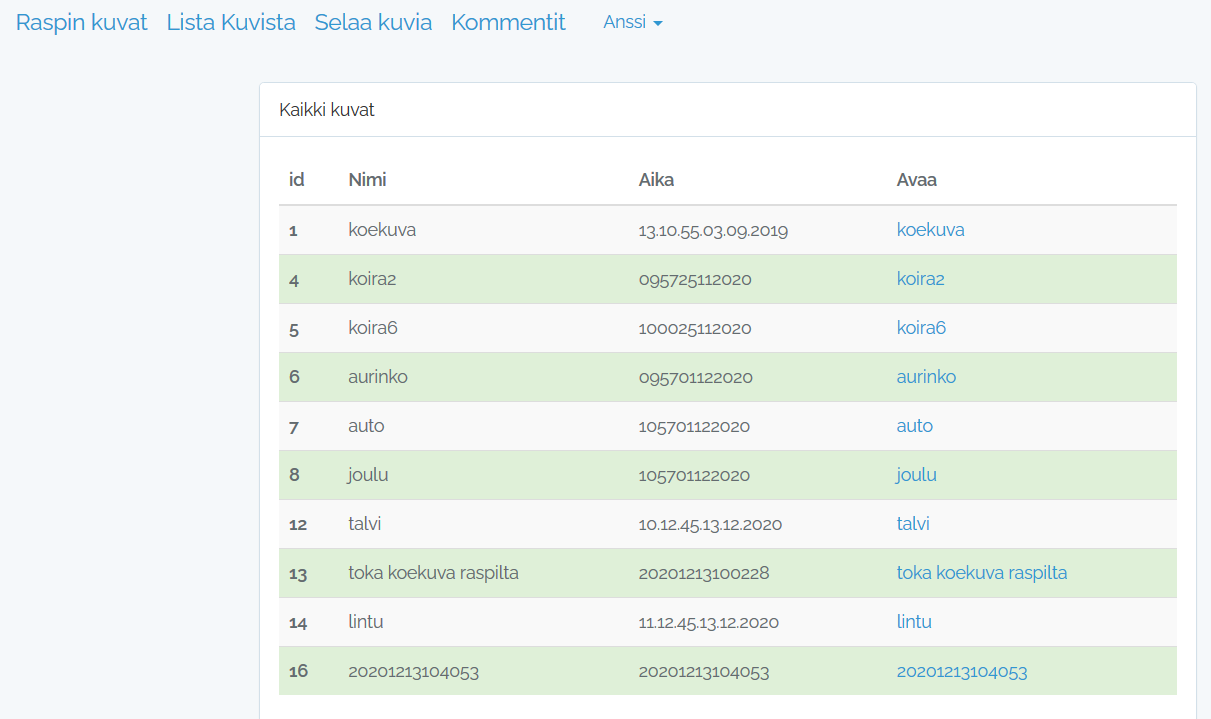 Raspin kuvat Lista Kuvista Selaa kuvia Kommentit Anssi
Kaikki kuvat
id Nimi Aika Avaa
1 koekuva 13.10.55.03.09.2019 koekuva
4 koira2 095725112020 koira2
5 koira6 100025112020 koira6
6 aurinko 095701122020 aurinko
7 auto 105701122020 auto
8 joulu 105701122020 joulu
12 talvi 10.12.45.13.12.2020 talvi
13 toka koekuva raspilta 20201213100228 toka koekuva raspilta
14 lintu 11.12.45.13.12.2020 lintu
16 20201213104053 20201213104053 20201213104053